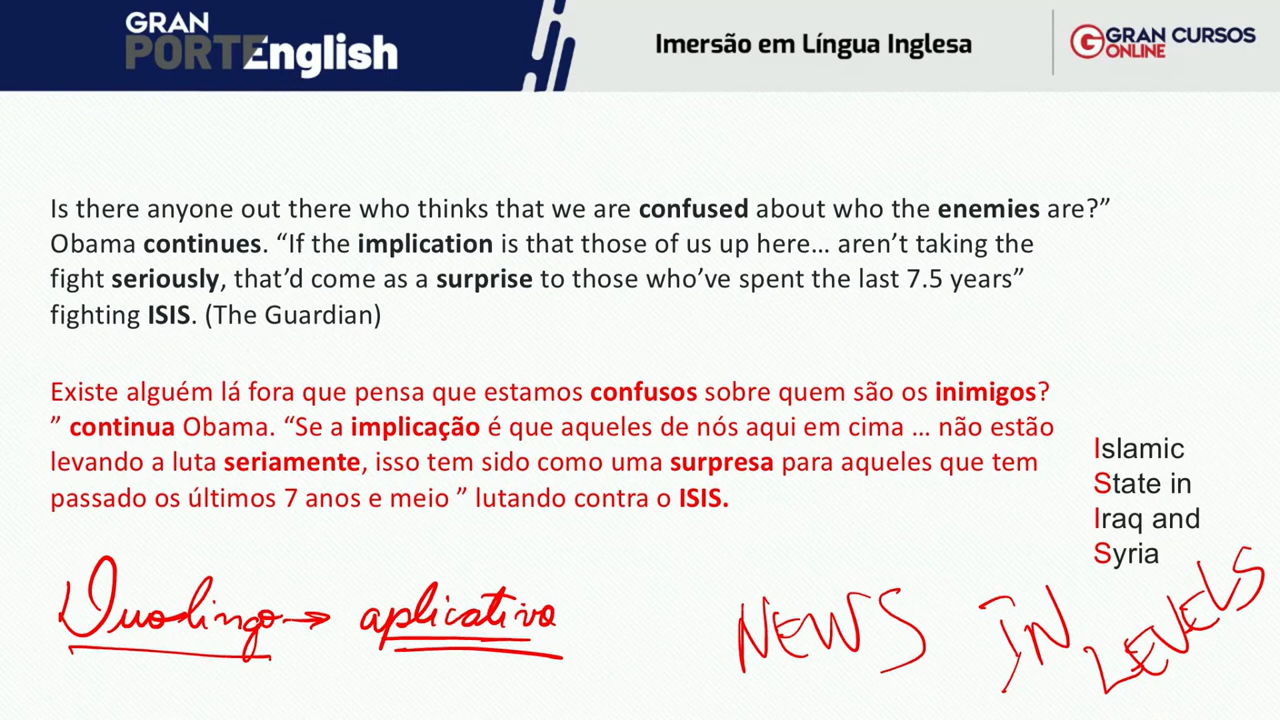 GRAN
PORTEnglish
Imersão em Língua Inglesa
GRAN CURSOS
ONLINE
Is there anyone out there who thinks that we are confused about who the enemies are?”
Obama continues. “If the implication is that those of us up here… aren’t taking the
fight seriously, that’d come as a surprise to those who’ve spent the last 7.5 years”
fighting ISIS. (The Guardian)
Existe alguém lá fora que pensa que estamos confusos sobre quem são os inimigos?
” continua Obama. “Se a implicação é que aqueles de nós aqui em cima … não estão
levando a luta seriamente, isso tem sido como uma surpresa para aqueles que tem
passado os últimos 7 anos e meio ” lutando contra o ISIS.
Islamic
State in
Iraq and
Syria
Duolingo → aplicativo
NEWS IN LEVELS